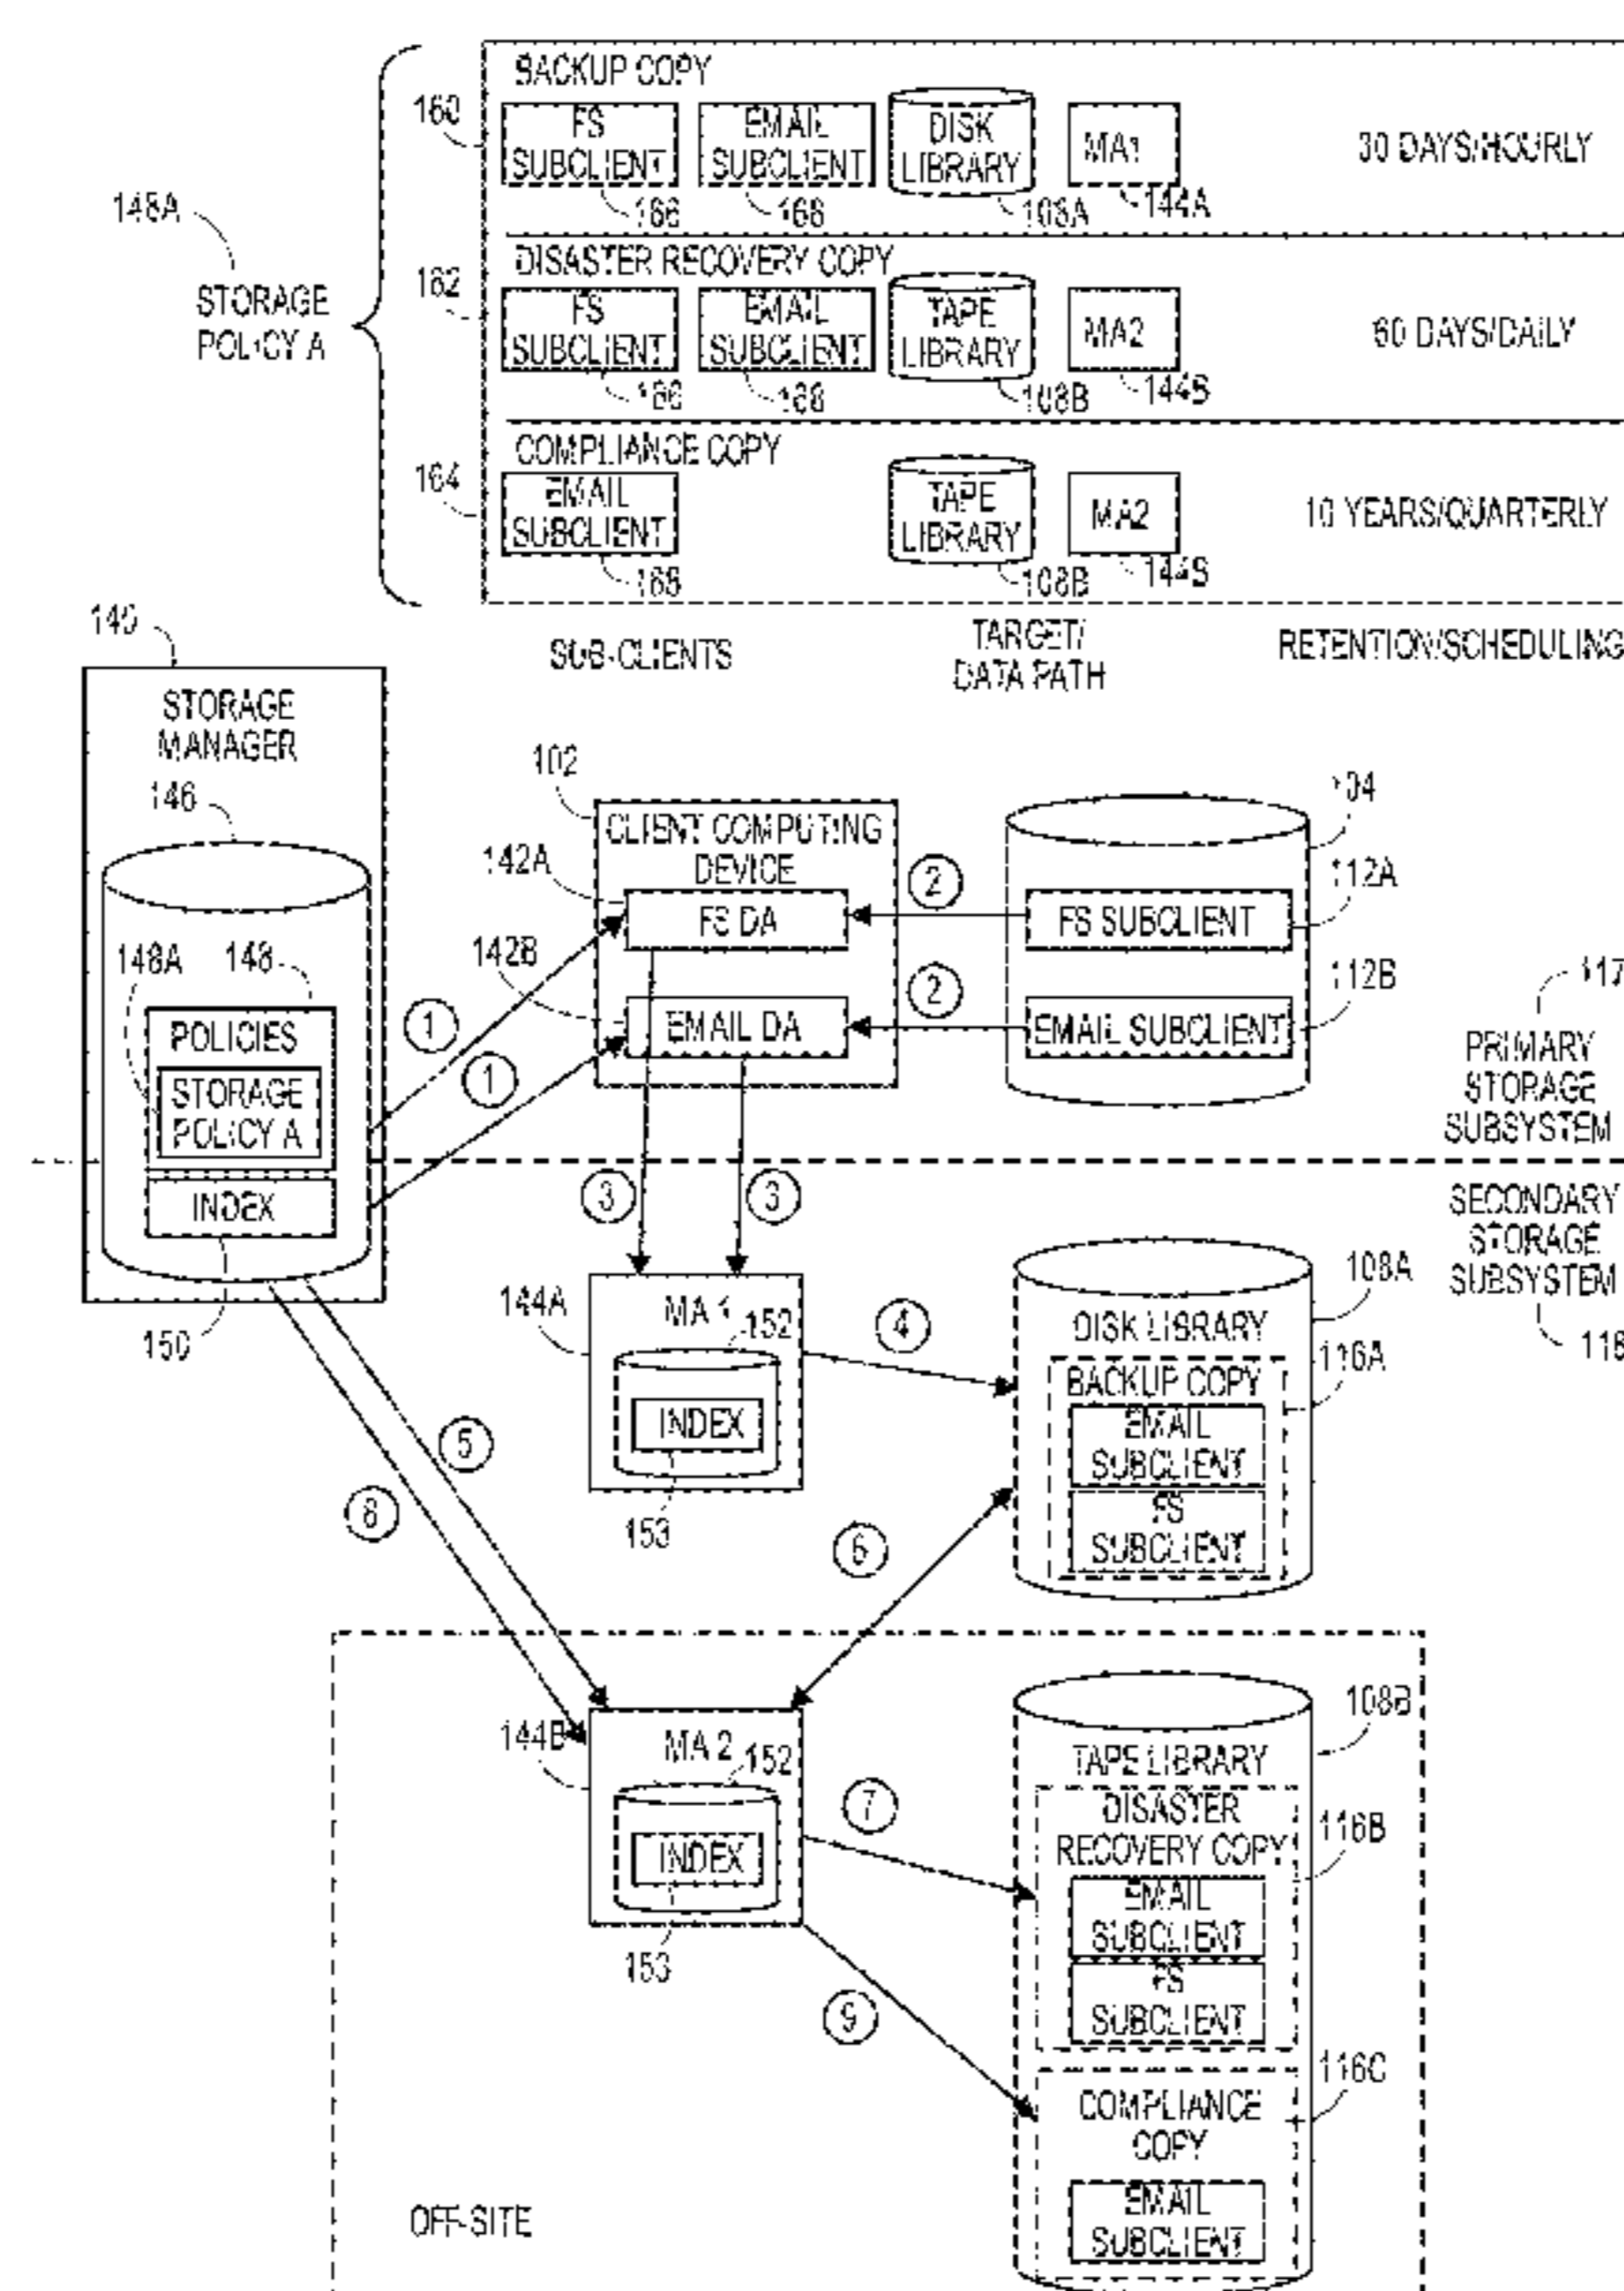 BACKUP COPY
160
FS
SUBCLIENT
EMAIL
SUBCLIENT
DISK
LIBRARY
MA1
30 DAYS/HOURLY
166
168
108A
144A
148A
STORAGE
POLICY A
DISASTER RECOVERY COPY
162
FS
SUBCLIENT
EMAIL
SUBCLIENT
TAPE
LIBRARY
MA2
60 DAYS/DAILY
166
168
108B
144B
COMPLIANCE COPY
164
EMAIL
SUBCLIENT
TAPE
LIBRARY
MA2
10 YEARS/QUARTERLY
168
108B
144B
SUB-CLIENTS
TARGET/
DATA PATH
RETENTION/SCHEDULING
140
STORAGE
MANAGER
146
148A
148
POLICIES
STORAGE
POLICY A
INDEX
150
102
CLIENT COMPUTING
DEVICE
142A
FS DA
142B
EMAIL DA
104
112A
FS SUBCLIENT
112B
EMAIL SUBCLIENT
1
1
2
2
117
PRIMARY
STORAGE
SUBSYSTEM
SECONDARY
STORAGE
SUBSYSTEM
118
3
3
144A
MA 1
152
INDEX
153
4
108A
DISK LIBRARY
116A
BACKUP COPY
EMAIL
SUBCLIENT
FS
SUBCLIENT
5
8
6
144B
MA 2
152
INDEX
153
7
9
108B
TAPE LIBRARY
DISASTER
RECOVERY COPY
116B
EMAIL
SUBCLIENT
FS
SUBCLIENT
116C
COMPLIANCE
COPY
EMAIL
SUBCLIENT
OFF-SITE